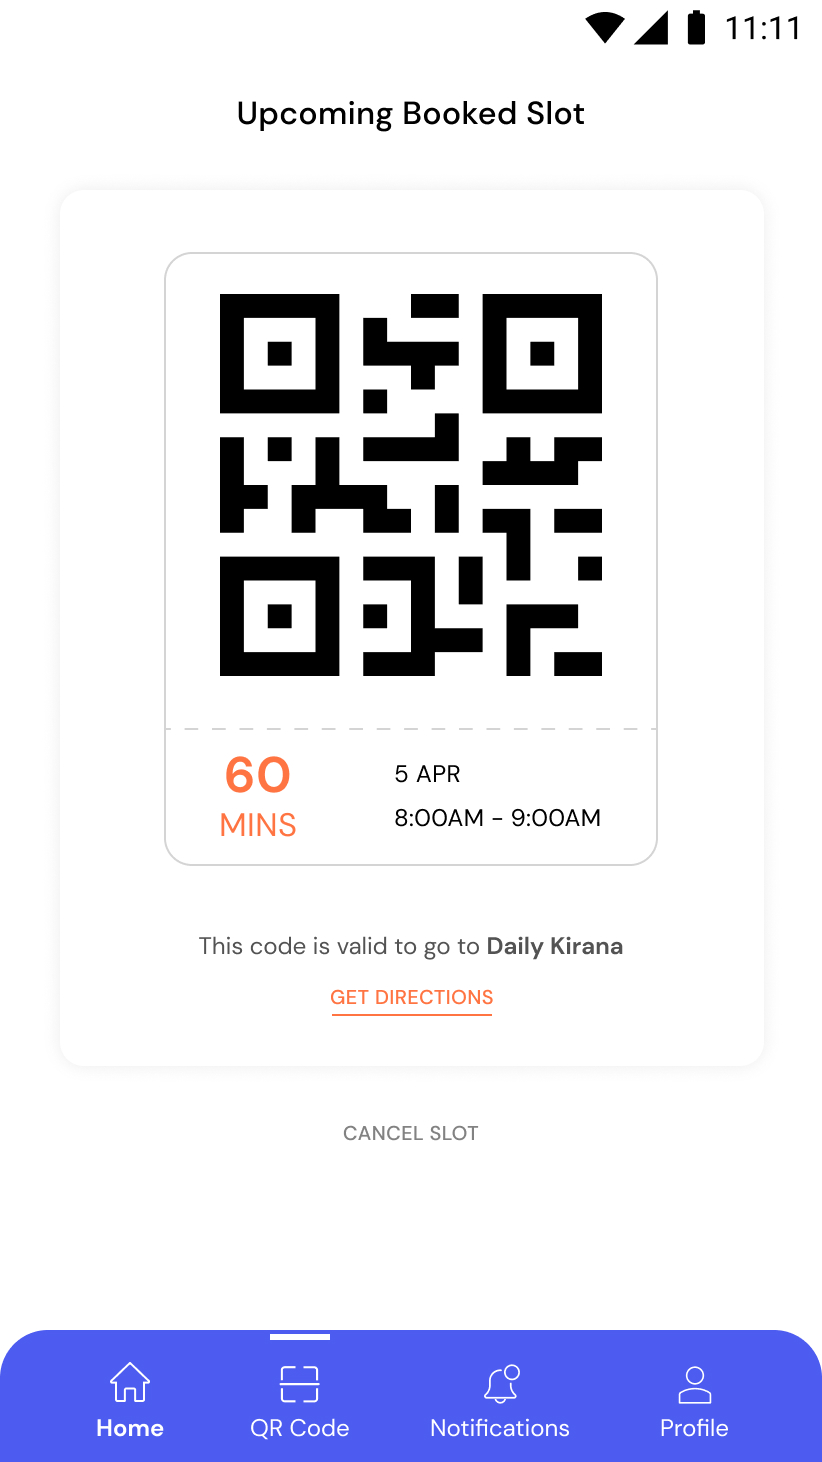 11:11
Upcoming Booked Slot
60
MINS
5 APR
8:00AM - 9:00AM
This code is valid to go to Daily Kirana
GET DIRECTIONS
CANCEL SLOT
Home
QR Code
Notifications
Profile